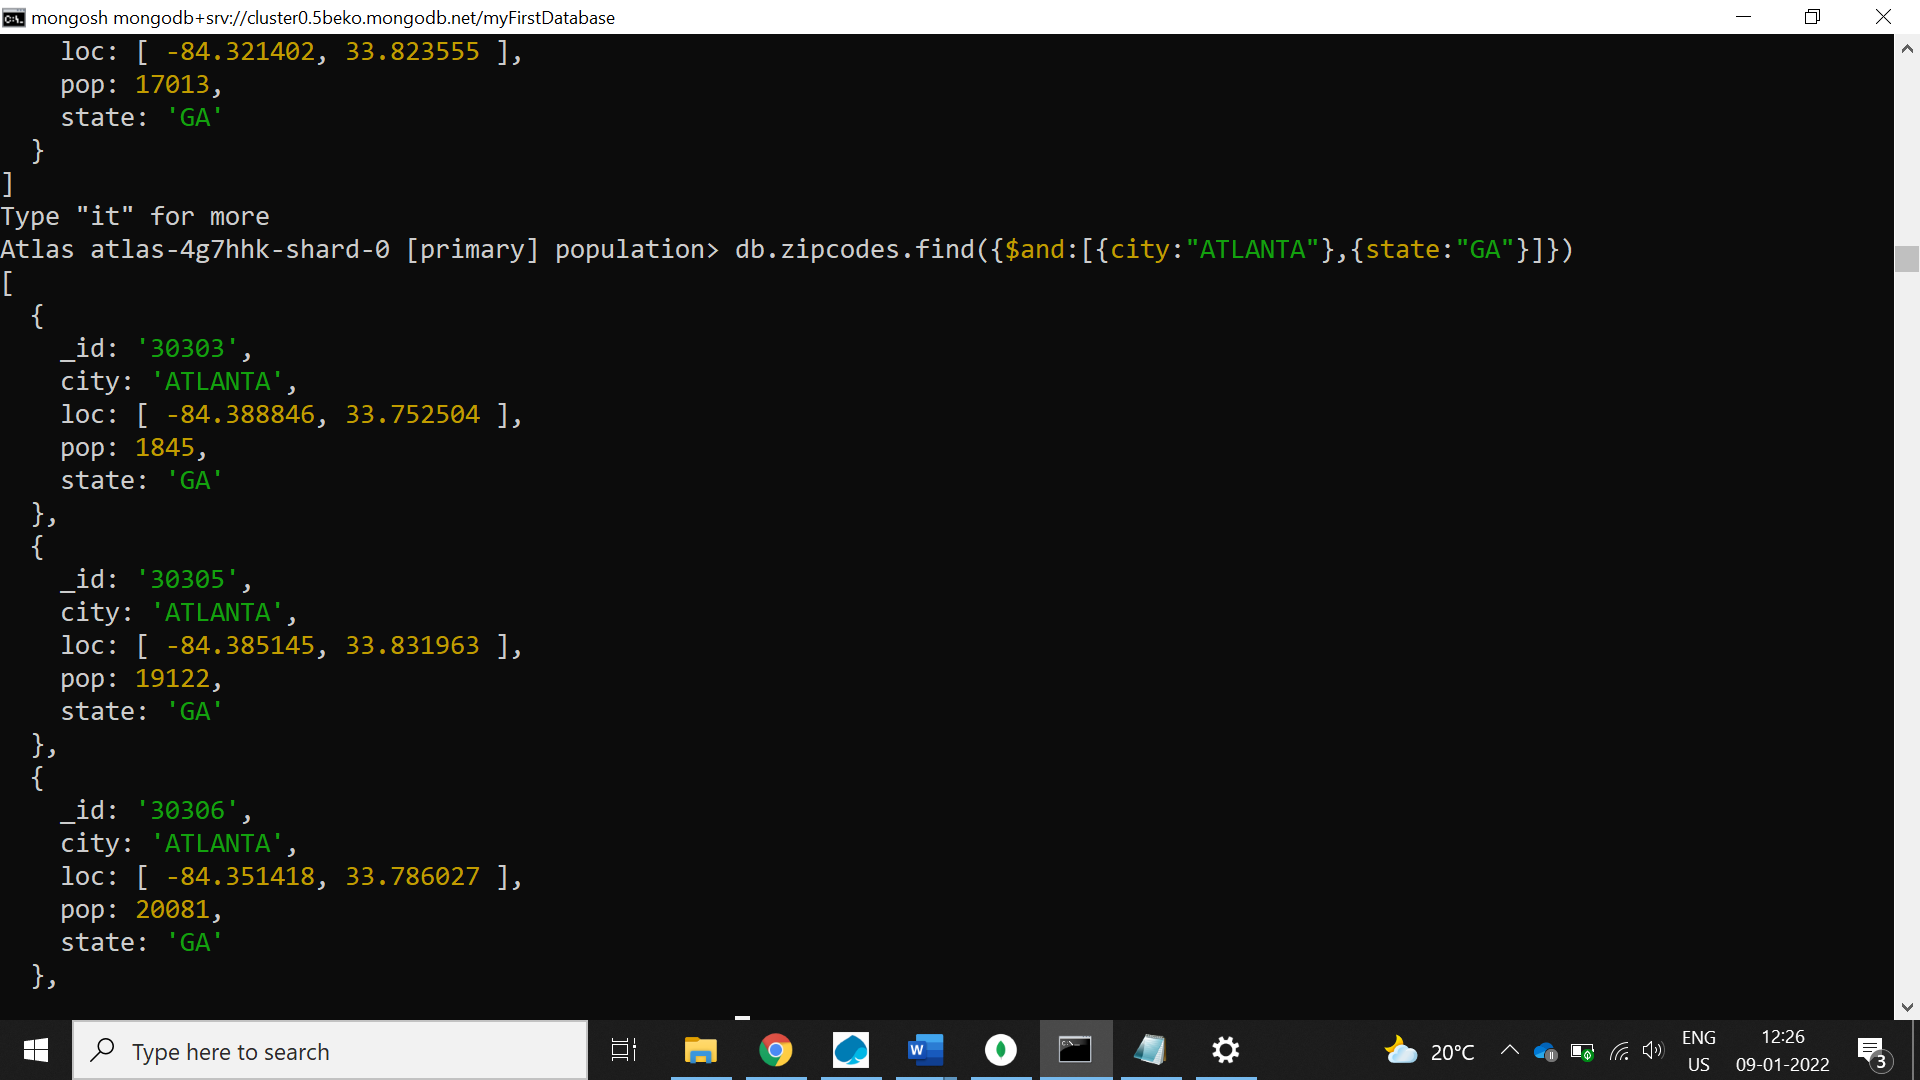 mongosh mongodb+srv://cluster0.5beko.mongodb.net/myFirstDatabase
    loc: [ -84.321402, 33.823555 ],
    pop: 17013,
    state: 'GA'
  }
]
Type "it" for more
Atlas atlas-4g7hhk-shard-0 [primary] population> db.zipcodes.find({$and:[{city:"ATLANTA"},{state:"GA"}]})
[
  {
    _id: '30303',
    city: 'ATLANTA',
    loc: [ -84.388846, 33.752504 ],
    pop: 1845,
    state: 'GA'
  },
  {
    _id: '30305',
    city: 'ATLANTA',
    loc: [ -84.385145, 33.831963 ],
    pop: 19122,
    state: 'GA'
  },
  {
    _id: '30306',
    city: 'ATLANTA',
    loc: [ -84.351418, 33.786027 ],
    pop: 20081,
    state: 'GA'
  },
Type here to search
W
20°C
ENG
US
12:26
09-01-2022
3